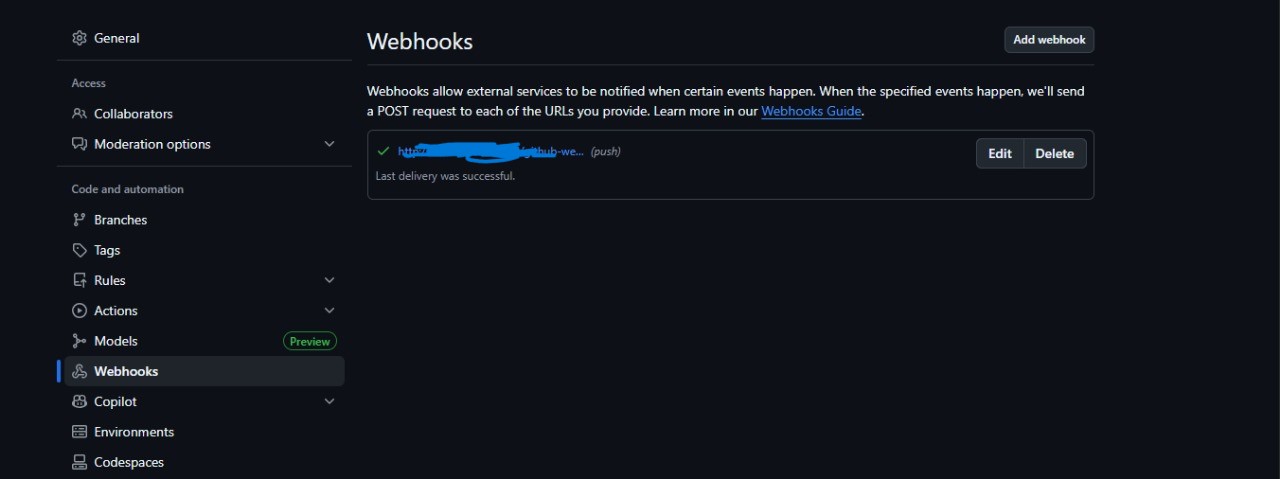 General
Access
Collaborators
Moderation options
Code and automation
Branches
Tags
Rules
Actions
Models Preview
Webhooks
Copilot
Environments
Codespaces
Webhooks
Add webhook
Webhooks allow external services to be notified when certain events happen. When the specified events happen, we'll send
a POST request to each of the URLs you provide. Learn more in our Webhooks Guide.
/github-we... (push)
Edit Delete
Last delivery was successful.